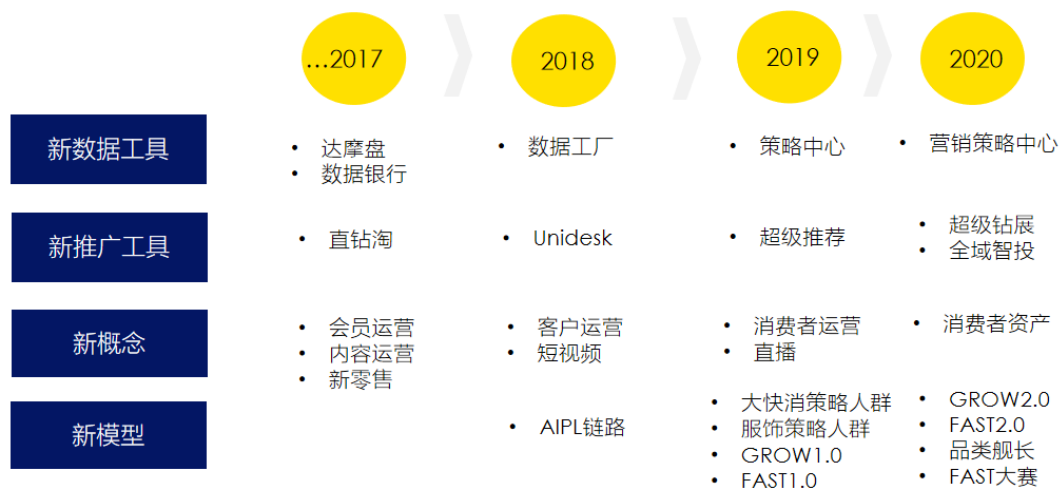 ...2017
2018
2019
2020
新数据工具
• 达摩盘
• 数据银行
• 数据工厂
• 策略中心
• 营销策略中心
新推广工具
• 直钻淘
• Unidesk
• 超级推荐
• 超级钻展
• 全域智投
新概念
• 会员运营
• 内容运营
• 新零售
• 客户运营
• 短视频
• 消费者运营
• 直播
• 消费者资产
新模型
• AIPL链路
• 大快消策略人群
• 服饰策略人群
• GROW1.0
• FAST1.0
• GROW2.0
• FAST2.0
• 品类舰长
• FAST大赛